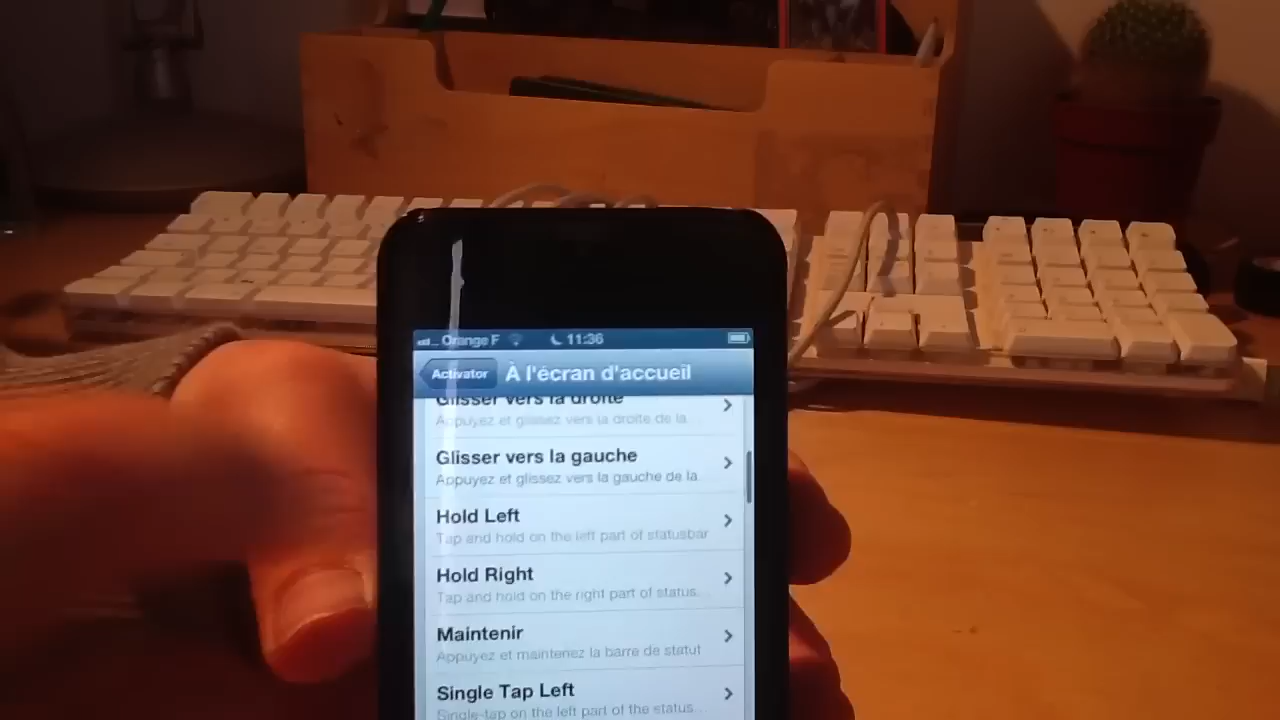 Orange F 11:36
Activator À l'écran d'accueil
Glisser vers la droite
Appuyez et glissez vers la droite de la...
Glisser vers la gauche
Appuyez et glissez vers la gauche de la
Hold Left
Tap and hold on the left part of statusbar
Hold Right
Tap and hold on the right part of status...
Maintenir
Appuyez et maintenez la barre de statut
Single Tap Left
Single-tap on the left part of the status...